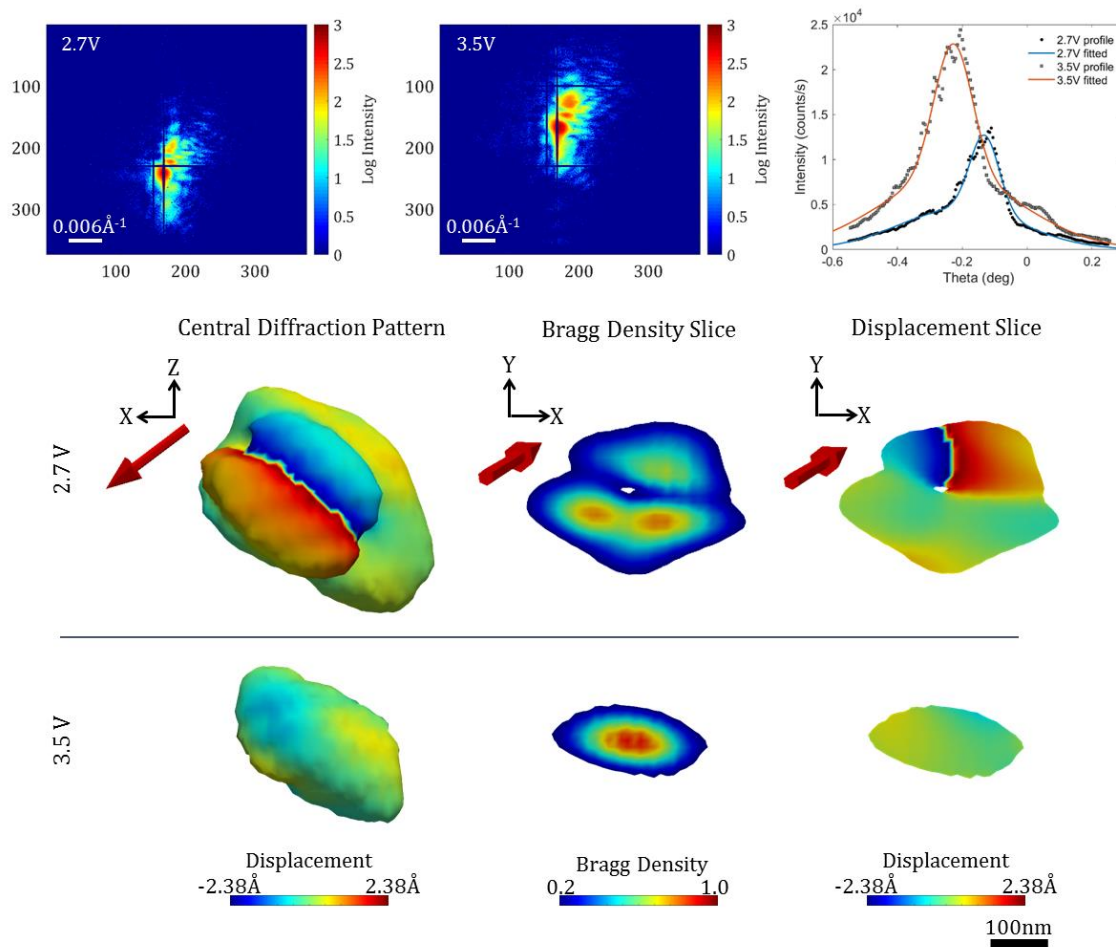 2.7V
100
200
300
0.006Å⁻¹
100 200 300
3
2.5
2
1.5
1
0.5
0
Log Intensity
3.5V
100
200
300
0.006Å⁻¹
100 200 300
3
2.5
2
1.5
1
0.5
0
Log Intensity
×10⁴
2.5
2
1.5
1
0.5
0
Intensity (counts/s)
2.7V profile
2.7V fitted
3.5V profile
3.5V fitted
-0.6 -0.4 -0.2 0 0.2
Theta (deg)
Central Diffraction Pattern
Bragg Density Slice
Displacement Slice
2.7 V
Z
X
Y
X
Y
X
3.5 V
Displacement
-2.38Å 2.38Å
Bragg Density
0.2 1.0
Displacement
-2.38Å 2.38Å
100nm